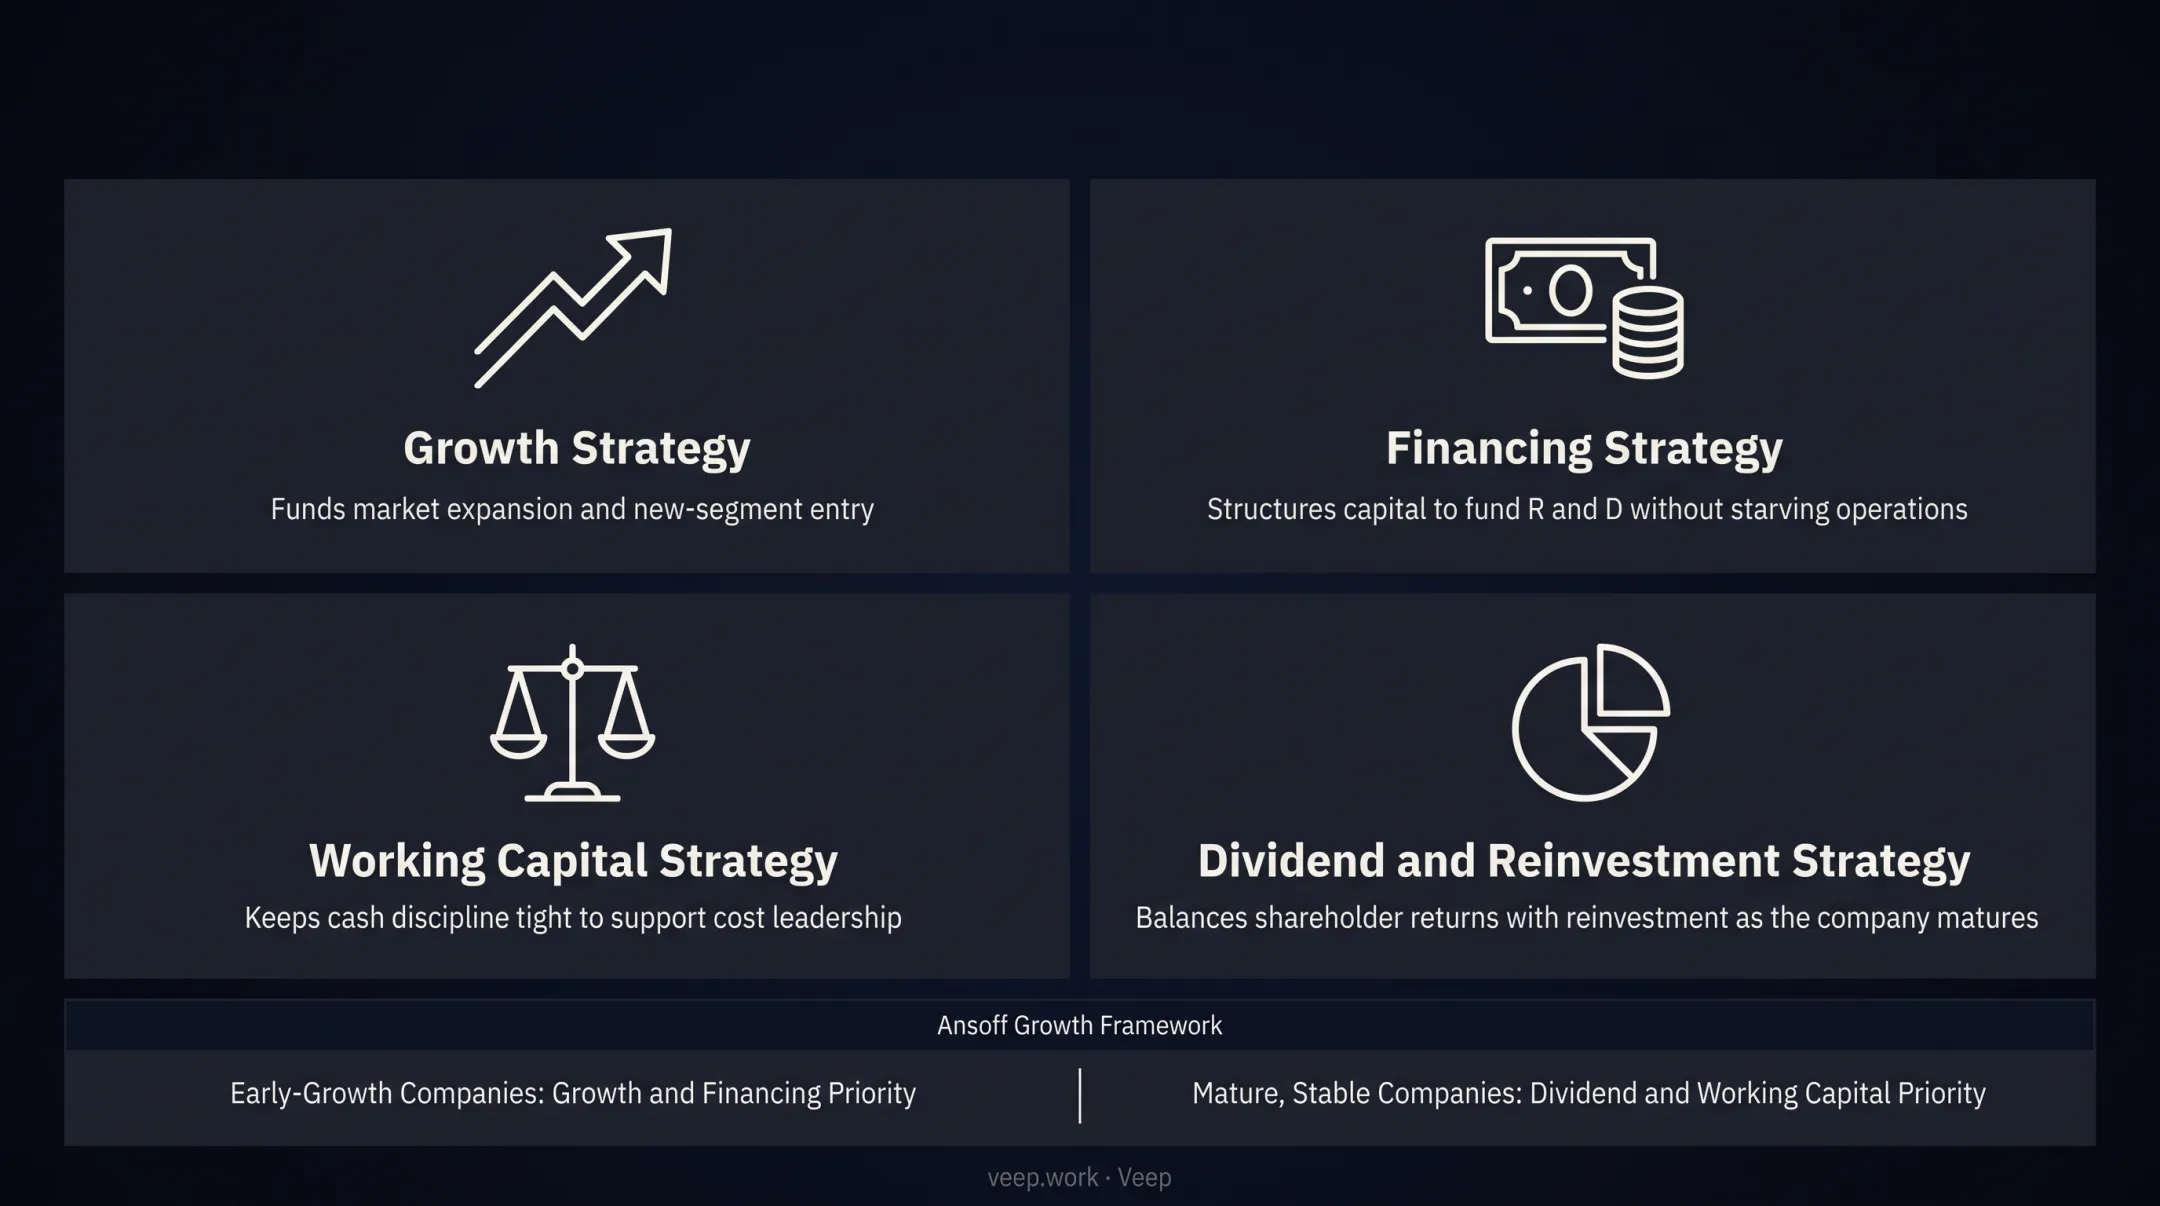 Growth Strategy
Funds market expansion and new-segment entry
Financing Strategy
Structures capital to fund R and D without starving operations
Working Capital Strategy
Keeps cash discipline tight to support cost leadership
Dividend and Reinvestment Strategy
Balances shareholder returns with reinvestment as the company matures
Ansoff Growth Framework
Early-Growth Companies: Growth and Financing Priority
Mature, Stable Companies: Dividend and Working Capital Priority
veep.work · Veep